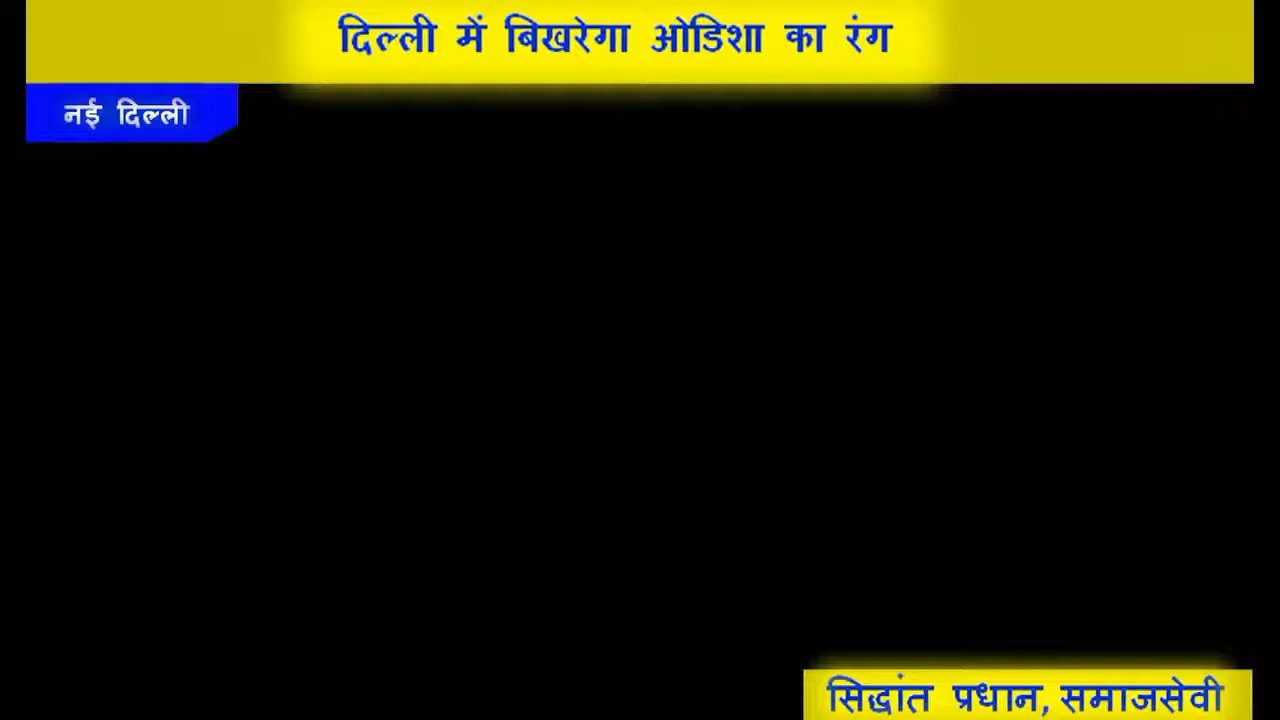 दिल्ली में बिखरेगा ओडिशा का रंग
नई दिल्ली
सिद्धांत प्रधान, समाजसेवी